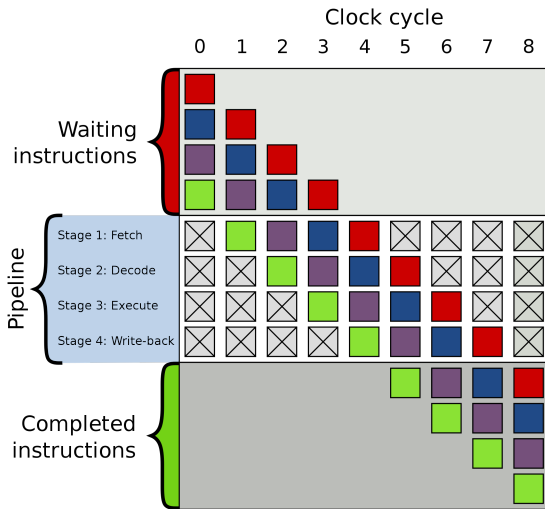 Clock cycle
0 1 2 3 4 5 6 7 8
Waiting
instructions
Pipeline
Stage 1: Fetch
Stage 2: Decode
Stage 3: Execute
Stage 4: Write-back
Completed
instructions